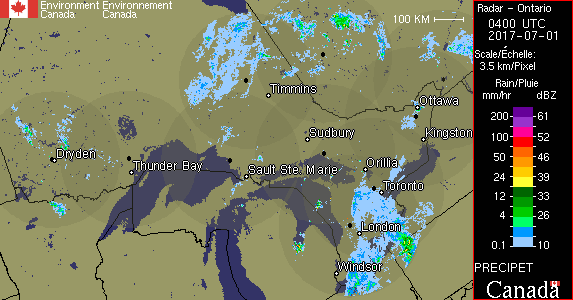 Environment Environnement
Canada Canada
100 KM
Timmins
Ottawa
Sudbury
Kingston
Dryden
Thunder Bay
Sault Ste. Marie
Orillia
Toronto
London
Windsor
Radar - Ontario
0400 UTC
2017-07-01
Scale/Échelle:
3.5 km/Pixel
Rain/Pluie
mm/hr dBZ
200 61
100 52
50 46
24 39
12 33
4 26
0.1 10
PRECIPET
Canada